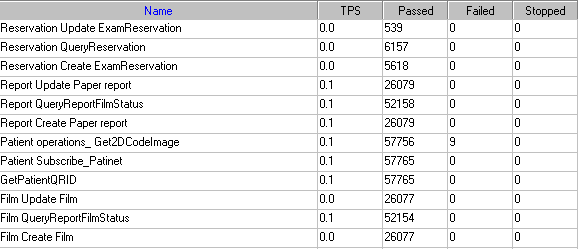 Name TPS Passed Failed Stopped
Reservation Update ExamReservation 0.0 539 0 0
Reservation QueryReservation 0.0 6157 0 0
Reservation Create ExamReservation 0.0 5618 0 0
Report Update Paper report 0.1 26079 0 0
Report QueryReportFilmStatus 0.1 52158 0 0
Report Create Paper report 0.1 26079 0 0
Patient operations_ Get2DCodeImage 0.1 57756 9 0
Patient Subscribe_Patinet 0.1 57765 0 0
GetPatientQRID 0.1 57765 0 0
Film Update Film 0.0 26077 0 0
Film QueryReportFilmStatus 0.1 52154 0 0
Film Create Film 0.0 26077 0 0